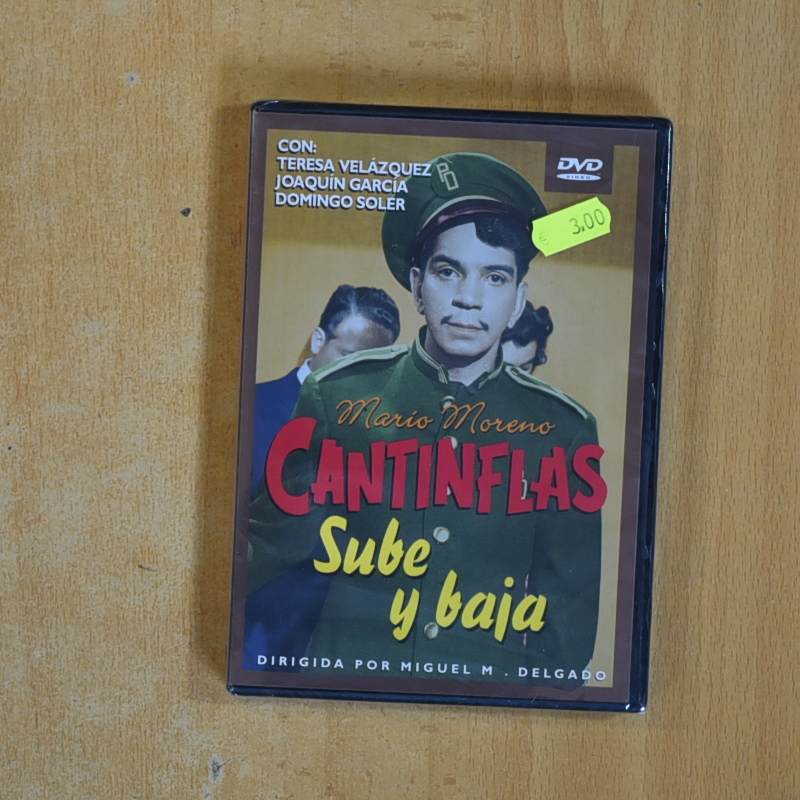 CON:
TERESA VELÁZQUEZ
JOAQUÍN GARCÍA
DOMINGO SOLER
DVD
VIDEO
€ 3.00
PD
Mario Moreno
CANTINFLAS
Sube
y baja
DIRIGIDA POR MIGUEL M . DELGADO